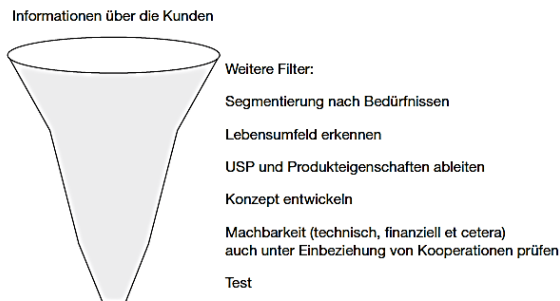 Informationen über die Kunden
Weitere Filter:
Segmentierung nach Bedürfnissen
Lebensumfeld erkennen
USP und Produkteigenschaften ableiten
Konzept entwickeln
Machbarkeit (technisch, finanziell et cetera)
auch unter Einbeziehung von Kooperationen prüfen
Test